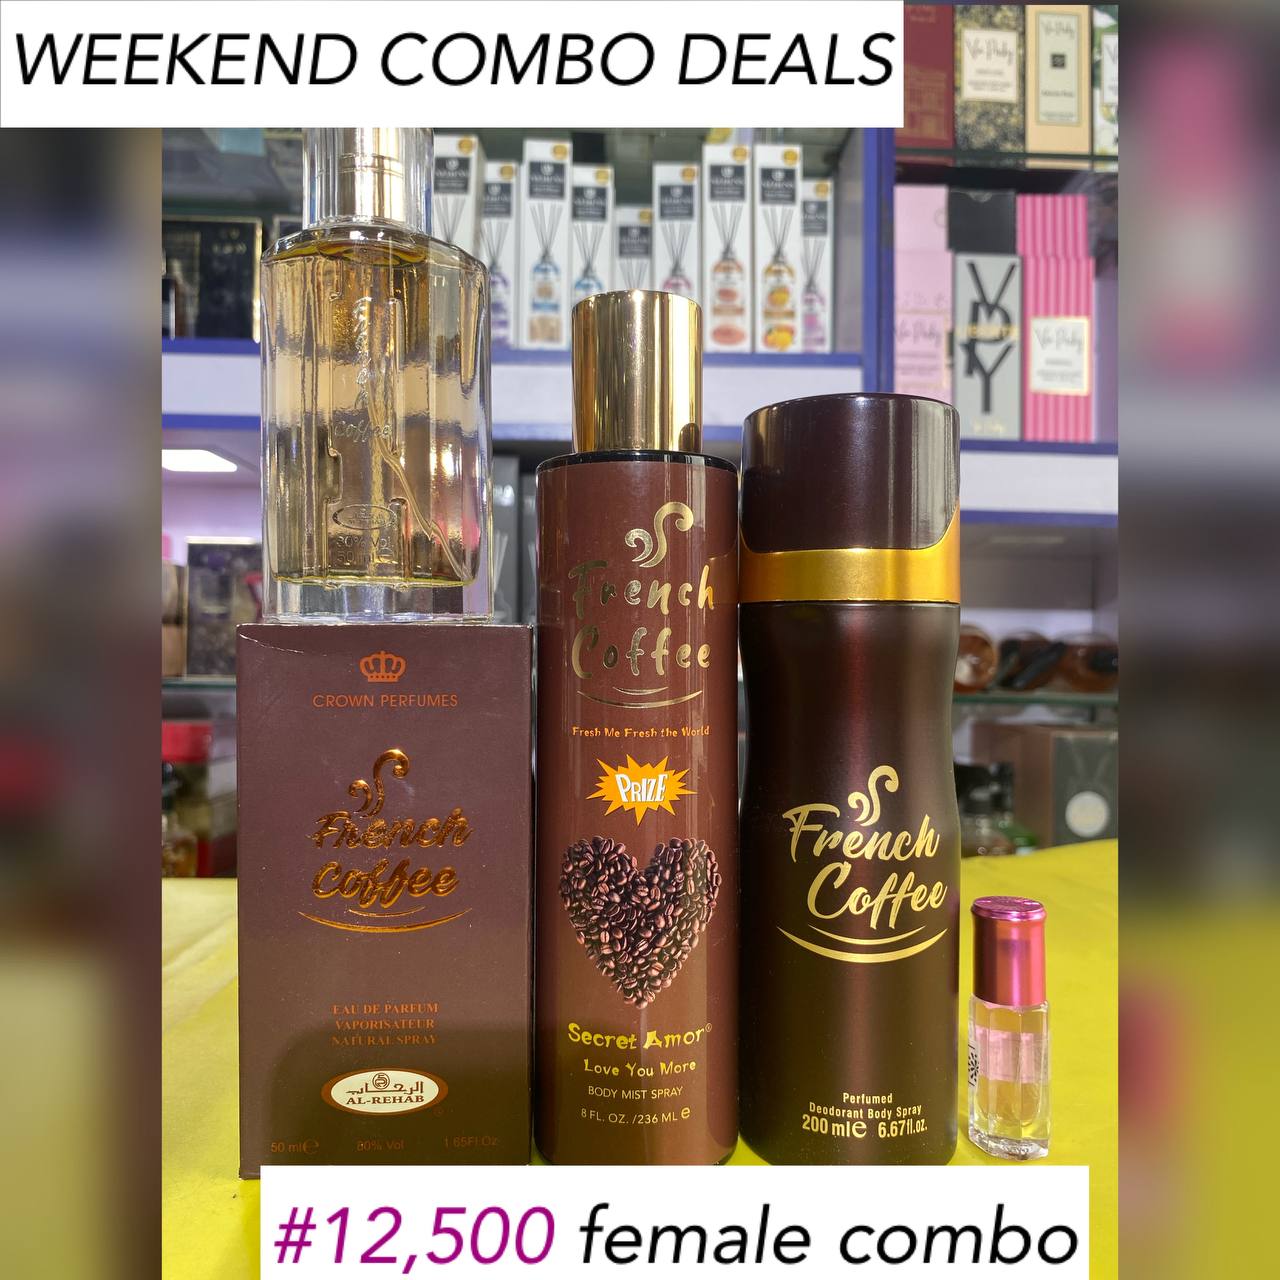 WEEKEND COMBO DEALS
Coffee
50 ml
CROWN PERFUMES
French
Coffee
EAU DE PARFUM
VAPORISATEUR
NATURAL SPRAY
الرحاب
AL-REHAB
50 ml e 80% Vol 1.65Fl.Oz.
French
Coffee
Fresh Me Fresh the World
PRIZE
Secret Amor®
Love You More
BODY MIST SPRAY
8 FL. OZ. /236 ML e
French
Coffee
Perfumed
Deodorant Body Spray
200 ml e 6.67fl.oz.
#12,500 female combo